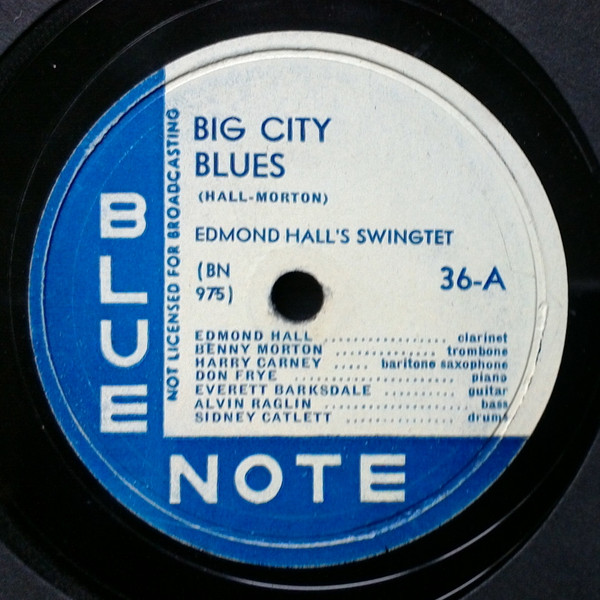 BIG CITY
BLUES
(HALL-MORTON)
EDMOND HALL'S SWINGTET
(BN
975)
36-A
EDMOND HALL ................. clarinet
BENNY MORTON .............. trombone
HARRY CARNEY ..... baritone saxophone
DON FRYE .......................... piano
EVERETT BARKSDALE .......... guitar
ALVIN RAGLIN ..................... bass
SIDNEY CATLETT ................. drums
NOT LICENSED FOR BROADCASTING
BLUE
NOTE